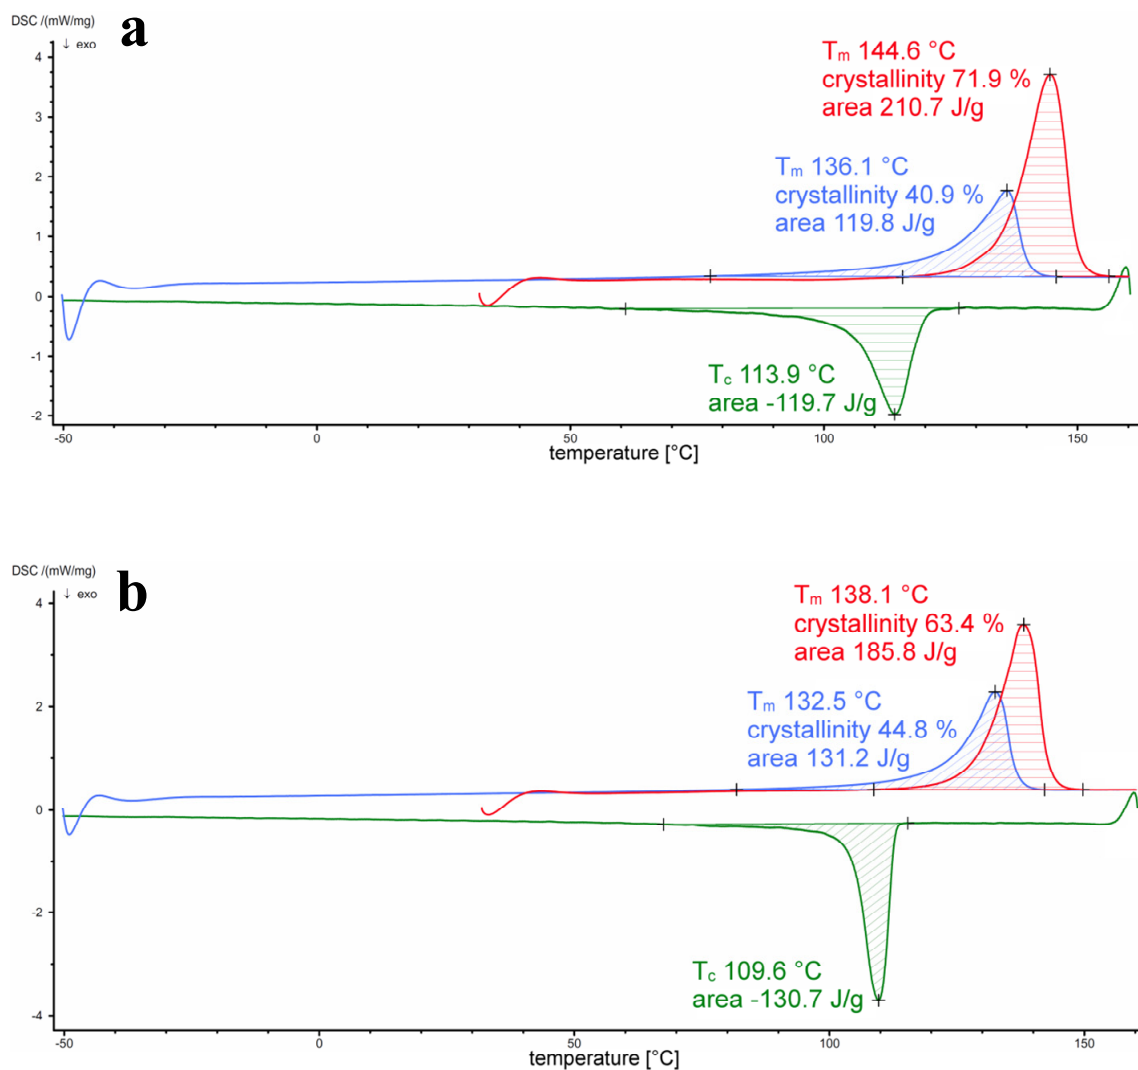 DSC /(mW/mg)
↓ exo
a
Tm 144.6 °C
crystallinity 71.9 %
area 210.7 J/g
Tm 136.1 °C
crystallinity 40.9 %
area 119.8 J/g
Tc 113.9 °C
area -119.7 J/g
4
3
2
1
0
-1
-2
-50
0
50
100
150
temperature [°C]
DSC /(mW/mg)
↓ exo
b
Tm 138.1 °C
crystallinity 63.4 %
area 185.8 J/g
Tm 132.5 °C
crystallinity 44.8 %
area 131.2 J/g
Tc 109.6 °C
area -130.7 J/g
4
2
0
-2
-4
-50
0
50
100
150
temperature [°C]